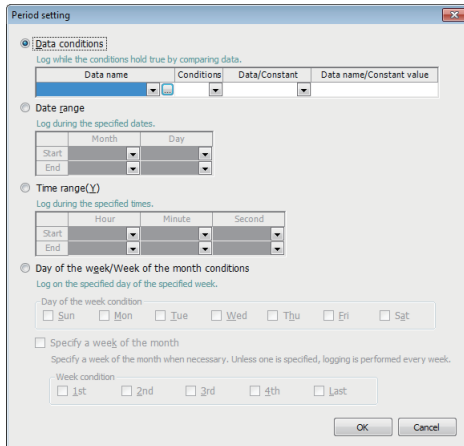 Period setting
Data conditions
Log while the conditions hold true by comparing data.
Data name Conditions Data/Constant Data name/Constant value
...
Date range
Log during the specified dates.
Month Day
Start
End
Time range(Y)
Log during the specified times.
Hour Minute Second
Start
End
Day of the week/Week of the month conditions
Log on the specified day of the specified week.
Day of the week condition
Sun Mon Tue Wed Thu Fri Sat
Specify a week of the month
Specify a week of the month when necessary. Unless one is specified, logging is performed every week.
Week condition
1st 2nd 3rd 4th Last
OK Cancel